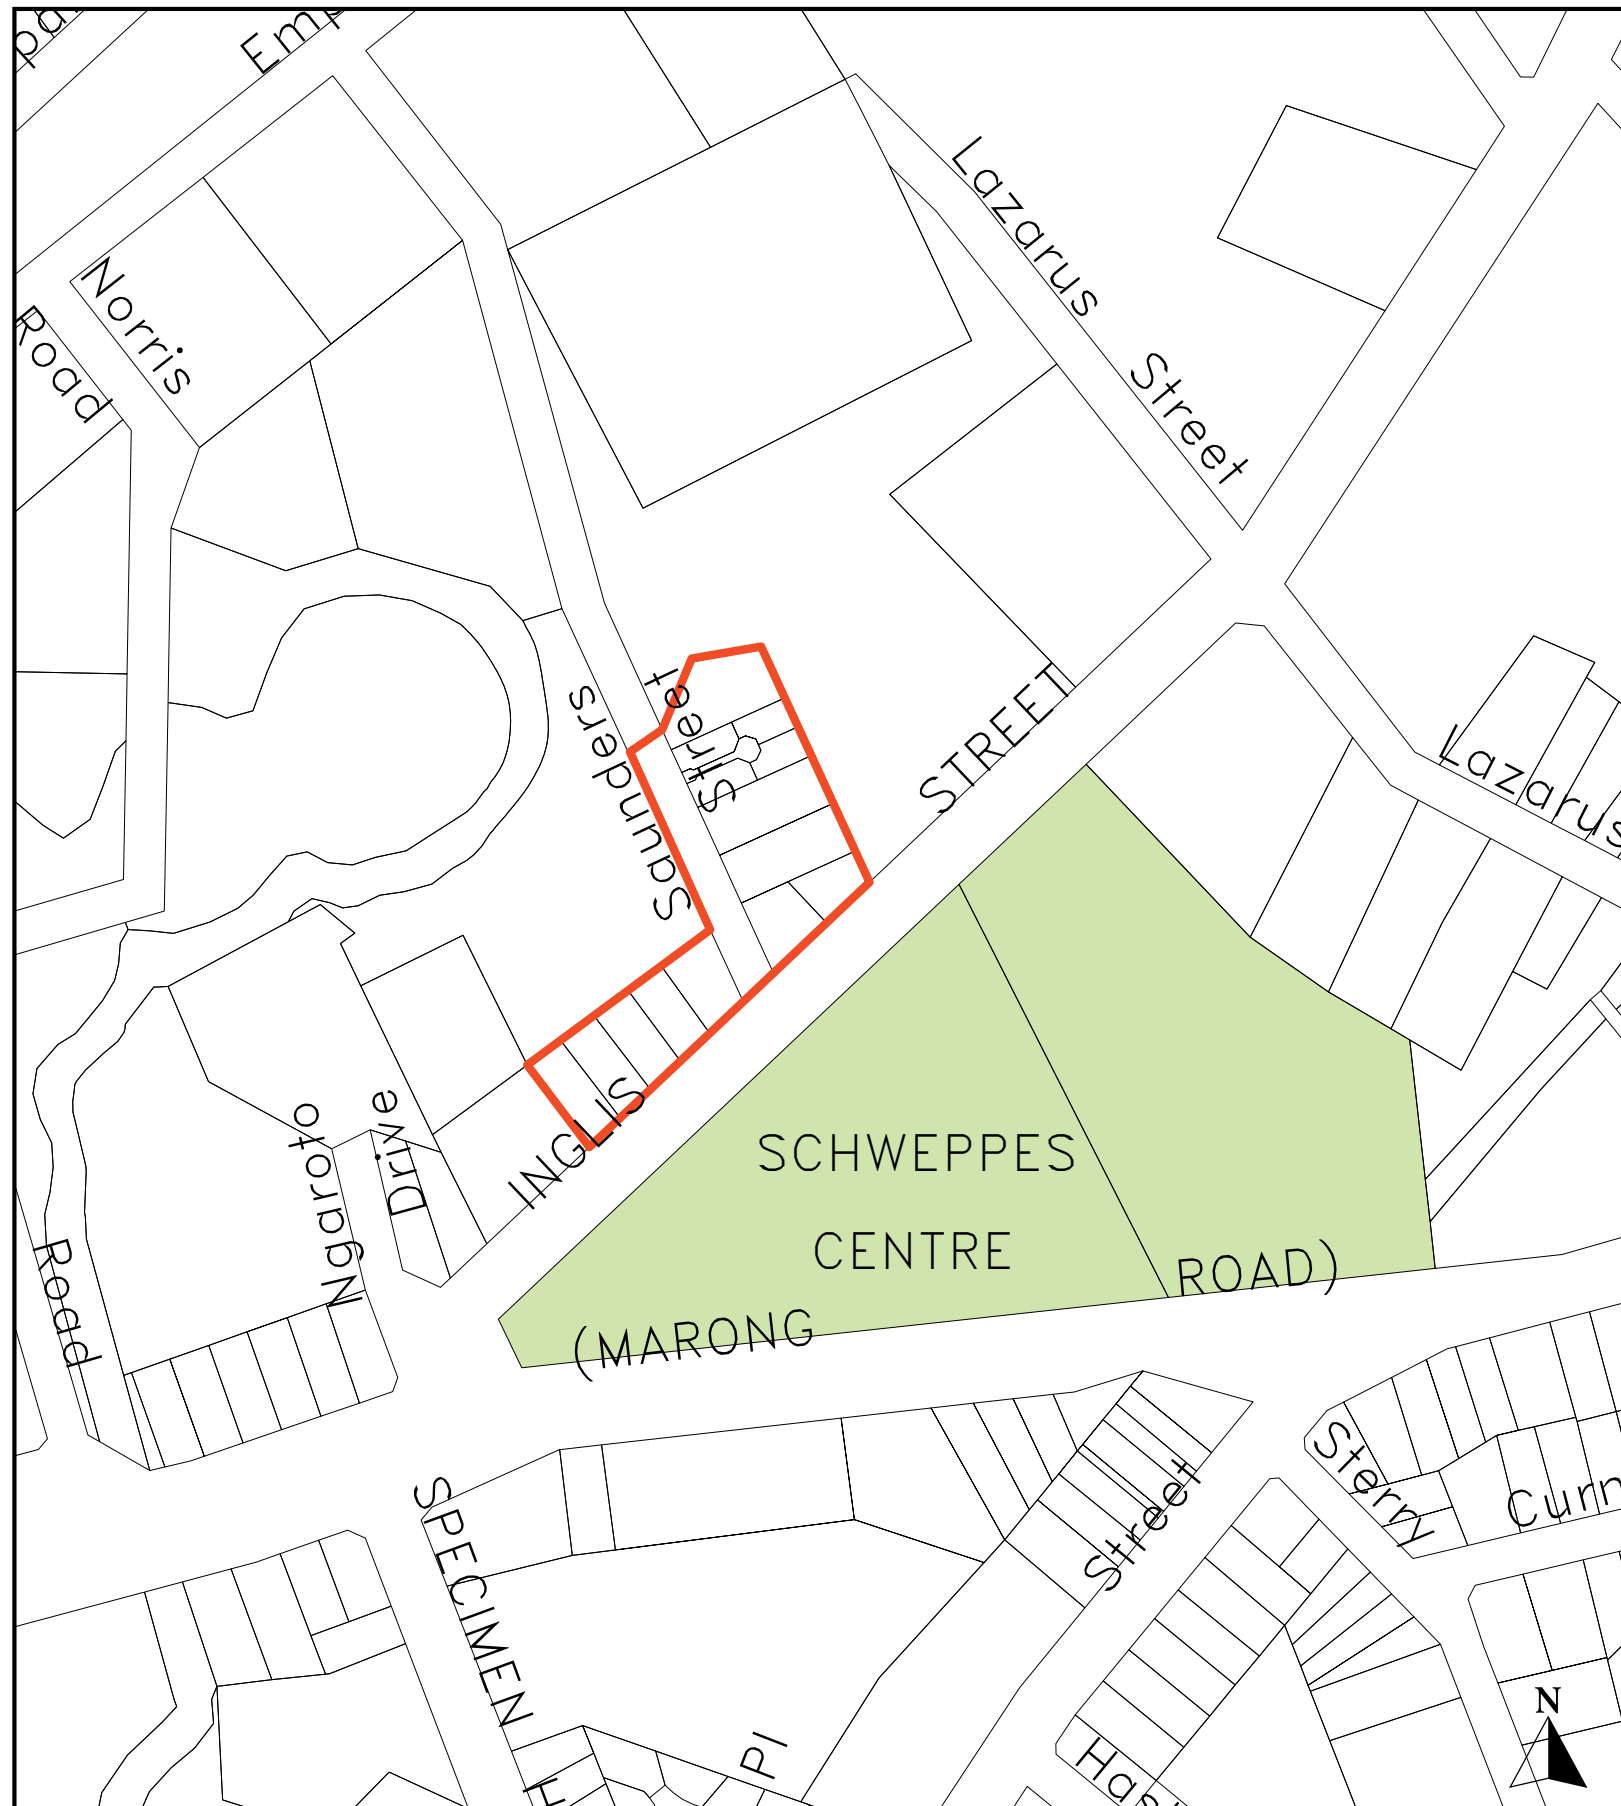 Norris
Road
Lazarus
Street
Saunders
Street
STREET
Lazarus
INGLIS
SCHWEPPES
CENTRE
Ngaroto
Drive
Road
(MARONG
ROAD)
SPECIMEN
Street
Sterry
Pl
N